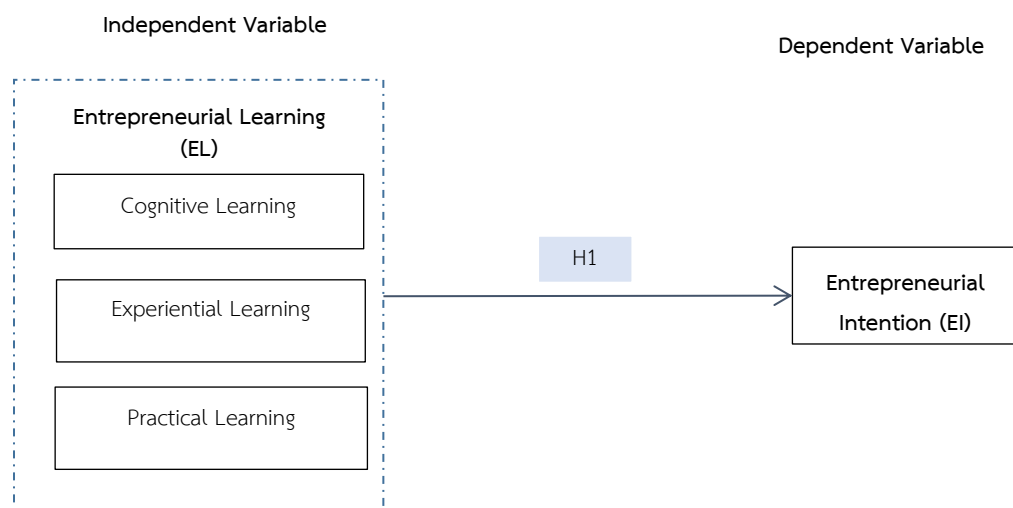 Independent Variable
Dependent Variable
Entrepreneurial Learning
(EL)
Cognitive Learning
Experiential Learning
Practical Learning
H1
Entrepreneurial
Intention (EI)